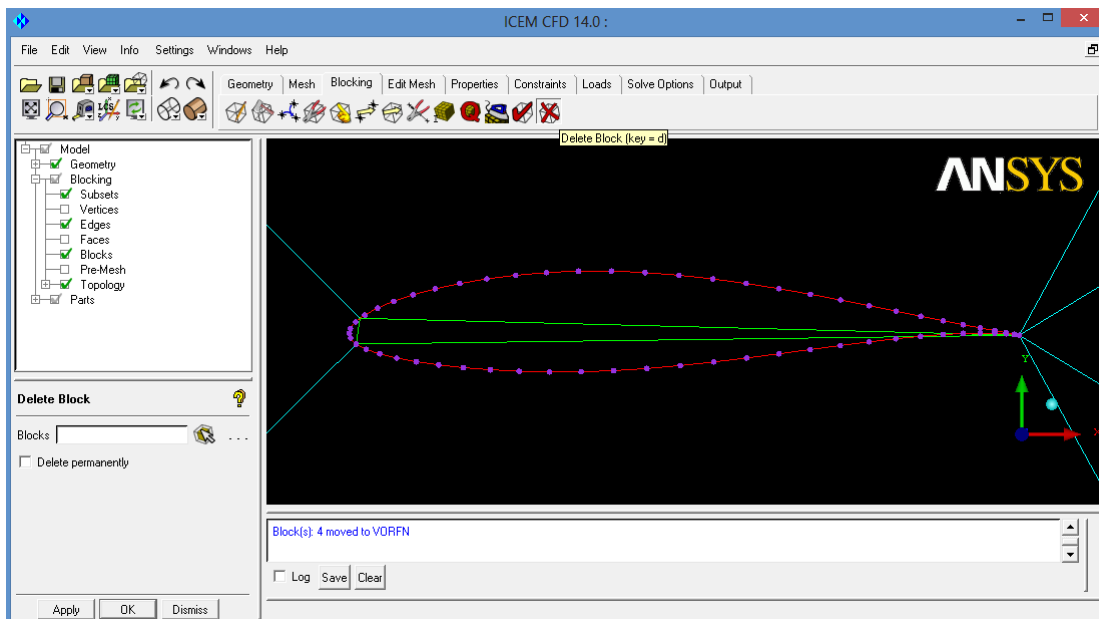 ICEM CFD 14.0 :
File Edit View Info Settings Windows Help
Geometry Mesh Blocking Edit Mesh Properties Constraints Loads Solve Options Output
Delete Block (key = d)
Model
Geometry
Blocking
Subsets
Vertices
Edges
Faces
Blocks
Pre-Mesh
Topology
Parts
ANSYS
Y
X
Delete Block
Blocks ...
Delete permanently
Block(s): 4 moved to VORFN
Log Save Clear
Apply OK Dismiss